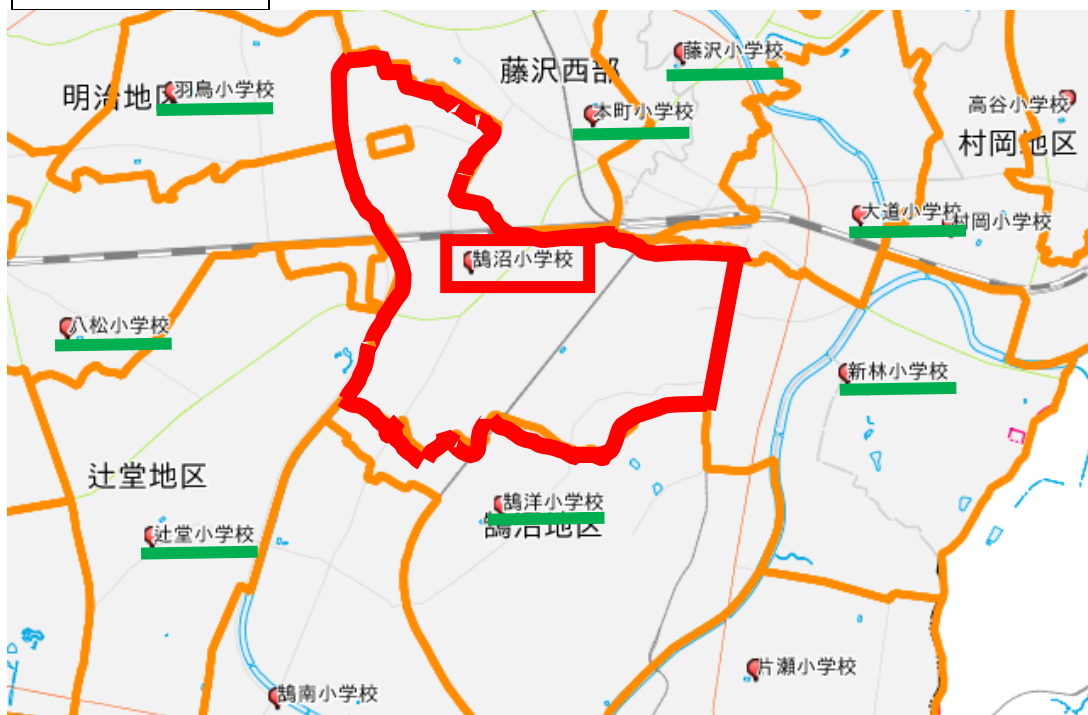 藤沢小学校
藤沢西部
羽鳥小学校
明治地区
本町小学校
高谷小学校
村岡地区
大道小学校
村岡小学校
鵠沼小学校
八松小学校
新林小学校
辻堂地区
鵠洋小学校
鵠沼地区
辻堂小学校
片瀬小学校
鵠南小学校